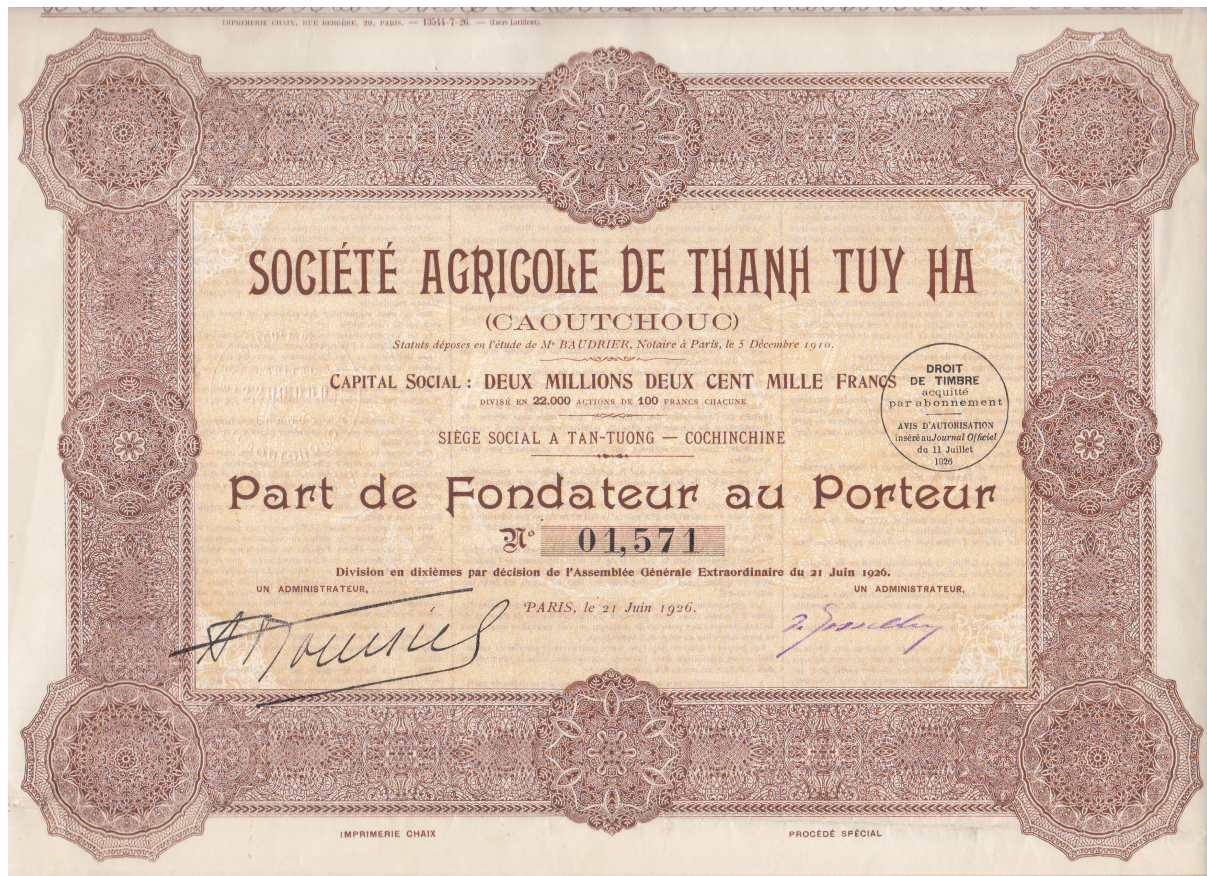 IMPRIMERIE CHAIX, RUE BERGÈRE, 20, PARIS. — 13544-7-26. — (Encre Lorilleux).
SOCIÉTÉ AGRICOLE DE THANH TUY HA
(CAOUTCHOUC)
Statuts déposés en l'étude de Me BAUDRIER, Notaire à Paris, le 5 Décembre 1910.
CAPITAL SOCIAL : DEUX MILLIONS DEUX CENT MILLE FRANCS
DIVISÉ EN 22.000 ACTIONS DE 100 FRANCS CHACUNE
SIÈGE SOCIAL A TAN-TUONG — COCHINCHINE
DROIT
DE TIMBRE
acquitté
par abonnement
AVIS D'AUTORISATION
inséré au Journal Officiel
du 11 Juillet
1926
Part de Fondateur au Porteur
N° 01,571
Division en dixièmes par décision de l'Assemblée Générale Extraordinaire du 21 Juin 1926.
UN ADMINISTRATEUR,
UN ADMINISTRATEUR,
PARIS, le 21 Juin 1926.
IMPRIMERIE CHAIX
PROCÉDÉ SPÉCIAL